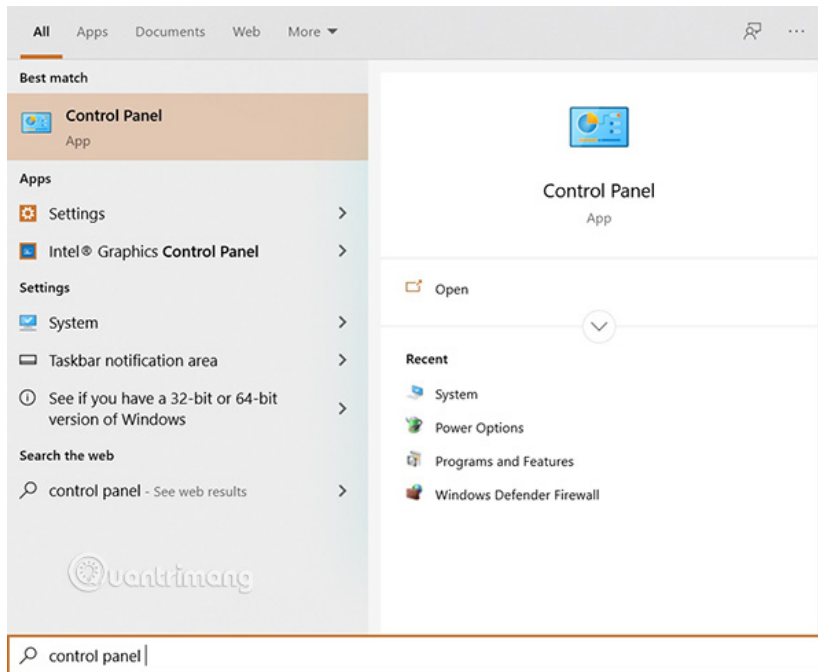 All Apps Documents Web More
Best match
Control Panel
App
Apps
Settings
Intel® Graphics Control Panel
Settings
System
Taskbar notification area
See if you have a 32-bit or 64-bit
version of Windows
Search the web
control panel - See web results
Quantrimang
Control Panel
App
Open
Recent
System
Power Options
Programs and Features
Windows Defender Firewall
control panel